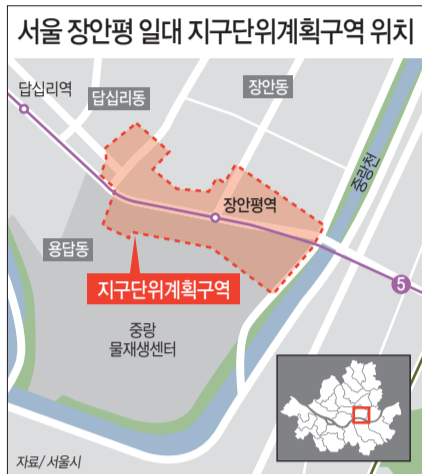 서울 장안평 일대 지구단위계획구역 위치
답십리역
답십리동
장안동
중랑천
장안평역
용답동
지구단위계획구역
5
중랑
물재생센터
자료/ 서울시